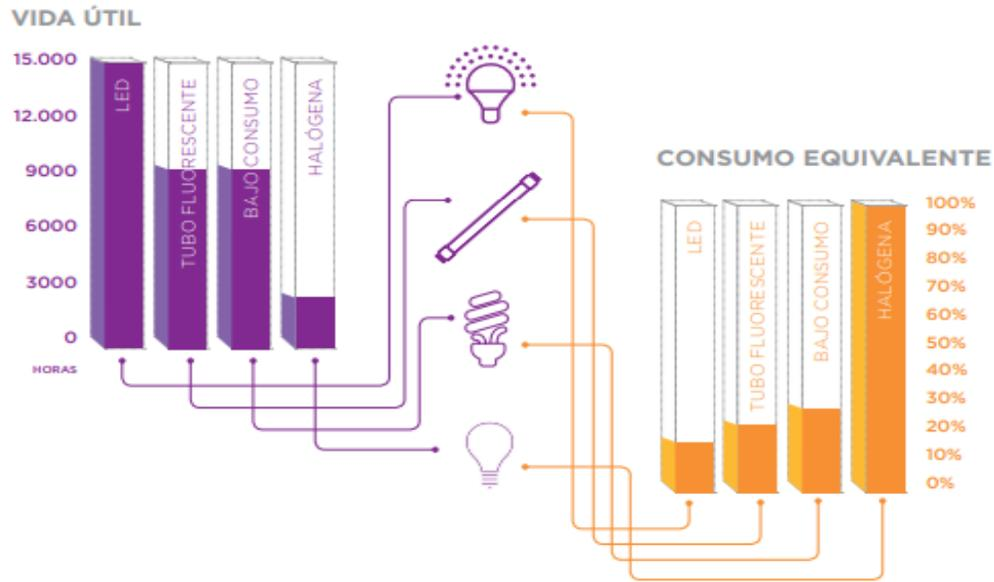 VIDA ÚTIL
15.000
12.000
9000
6000
3000
0
HORAS
LED
TUBO FLUORESCENTE
BAJO CONSUMO
HALÓGENA
CONSUMO EQUIVALENTE
LED
TUBO FLUORESCENTE
BAJO CONSUMO
HALÓGENA
100%
90%
80%
70%
60%
50%
40%
30%
20%
10%
0%